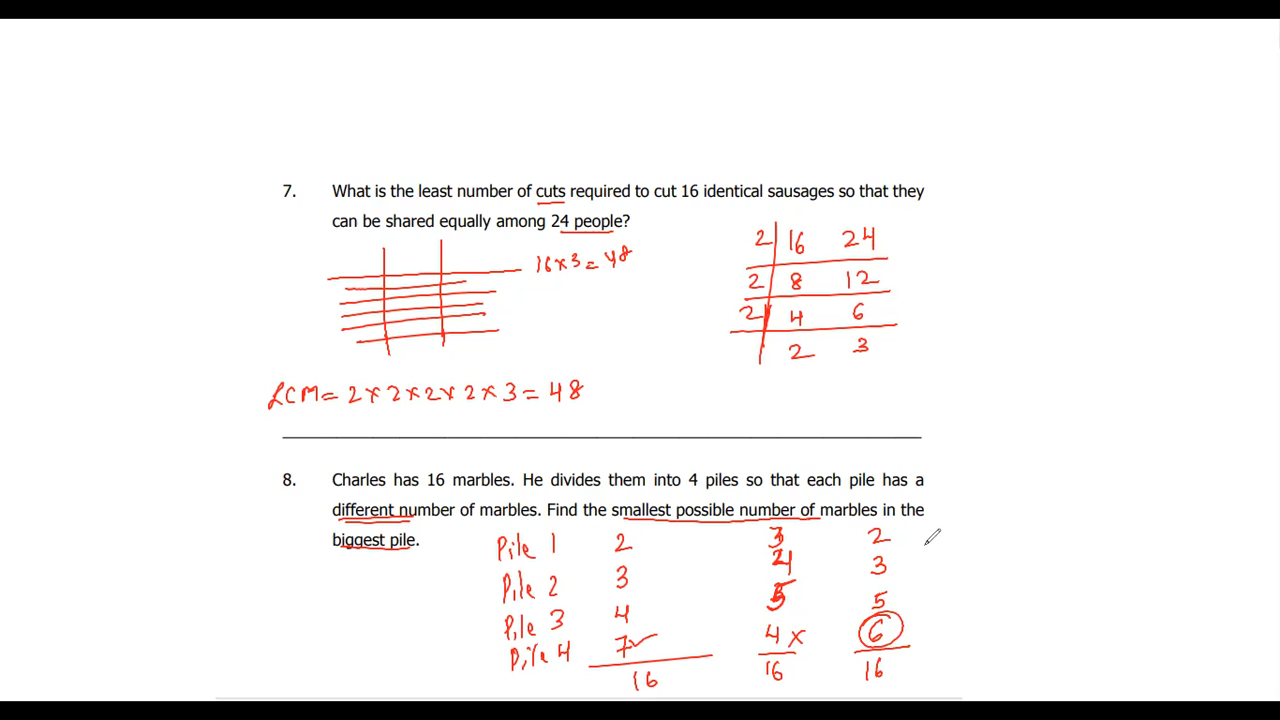 7. What is the least number of cuts required to cut 16 identical sausages so that they
can be shared equally among 24 people?
16 x 3 = 48
2 16 24
2 8 12
2 4 6
2 3
LCM = 2 x 2 x 2 x 2 x 3 = 48
8. Charles has 16 marbles. He divides them into 4 piles so that each pile has a
different number of marbles. Find the smallest possible number of marbles in the
biggest pile.
Pile 1 2 3 2
Pile 2 3 4 3
Pile 3 4 5 5
Pile 4 7✓ 4 x 6
16 16 16